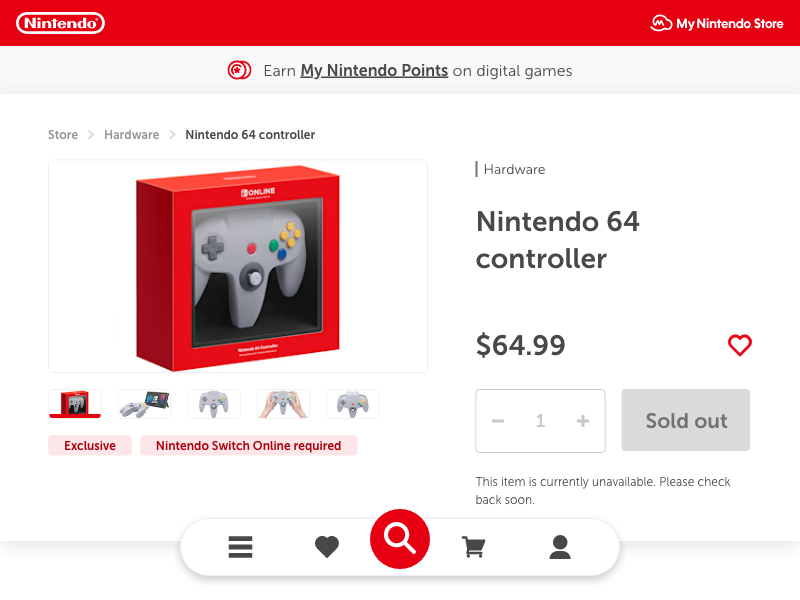 Nintendo
My Nintendo Store
Earn My Nintendo Points on digital games
Store > Hardware > Nintendo 64 controller
ONLINE
Nintendo 64 Controller
Hardware
Nintendo 64
controller
$64.99
1
Sold out
This item is currently unavailable. Please check
back soon.
Exclusive
Nintendo Switch Online required